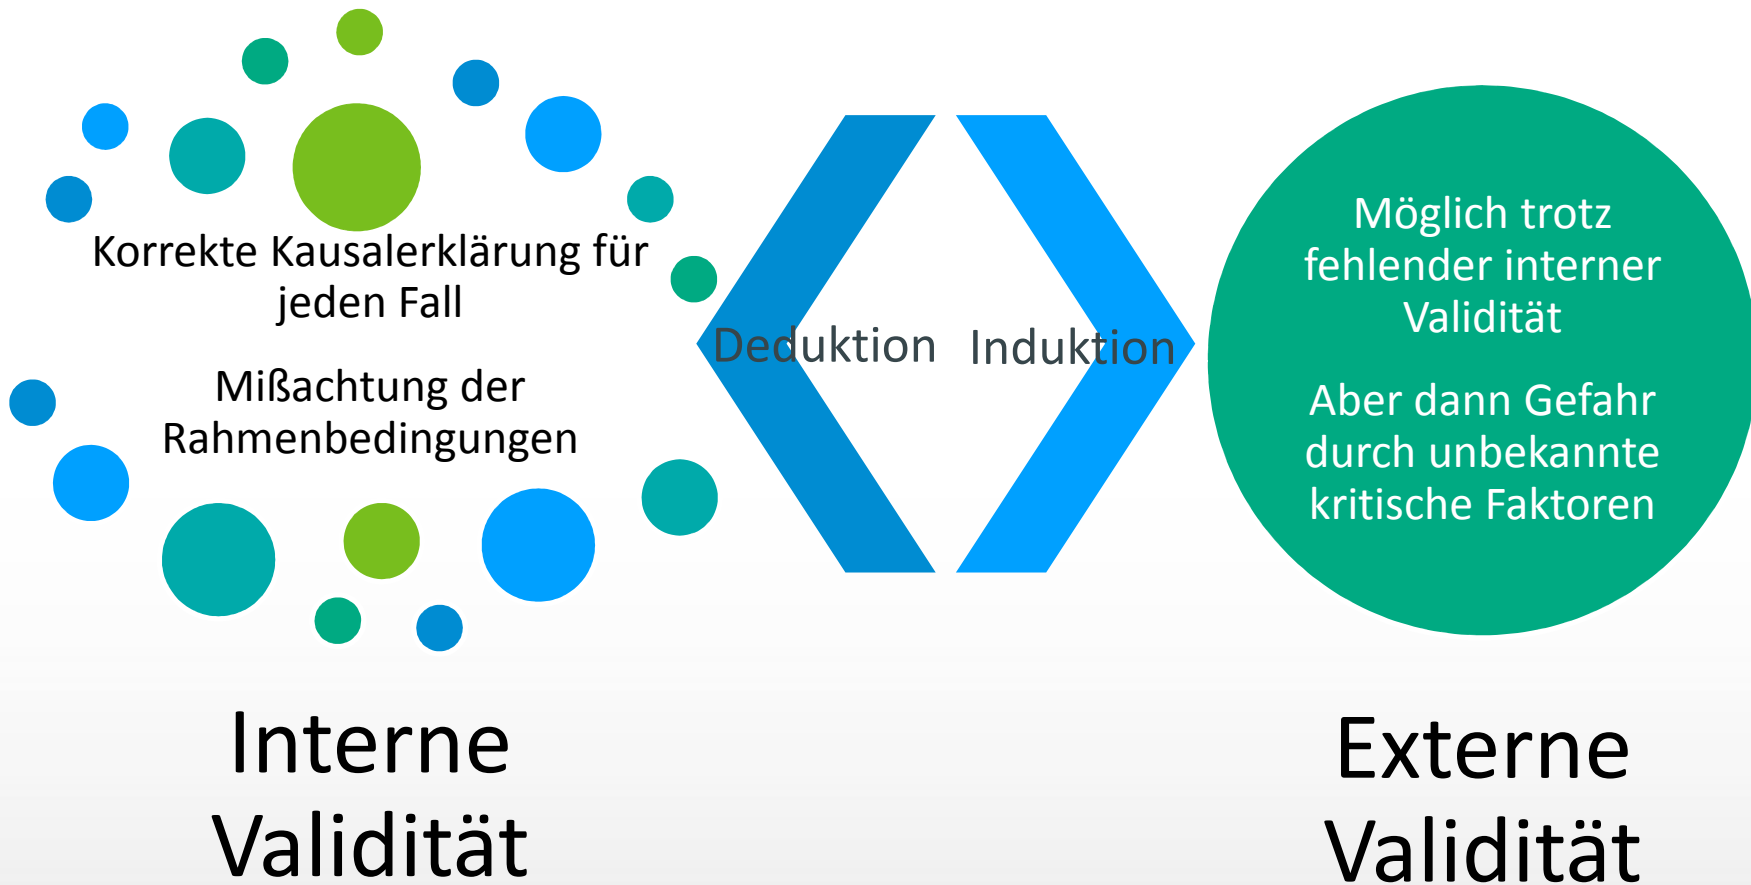 Korrekte Kausalerklärung für
jeden Fall
Mißachtung der
Rahmenbedingungen
Deduktion
Induktion
Möglich trotz
fehlender interner
Validität
Aber dann Gefahr
durch unbekannte
kritische Faktoren
Interne
Validität
Externe
Validität